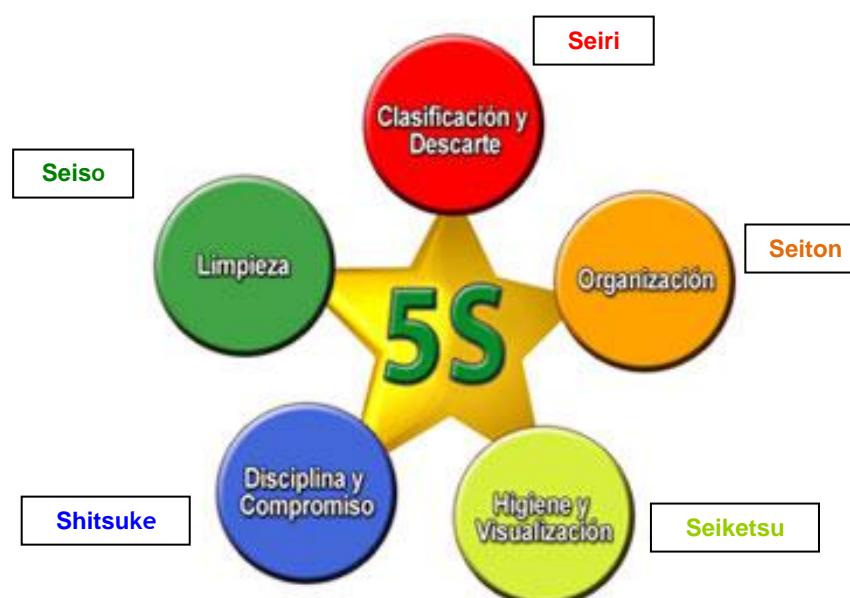 Seiri
Clasificación y
Descarte
Seiso
Limpieza
Seiton
Organización
5S
Disciplina y
Compromiso
Shitsuke
Higiene y
Visualización
Seiketsu